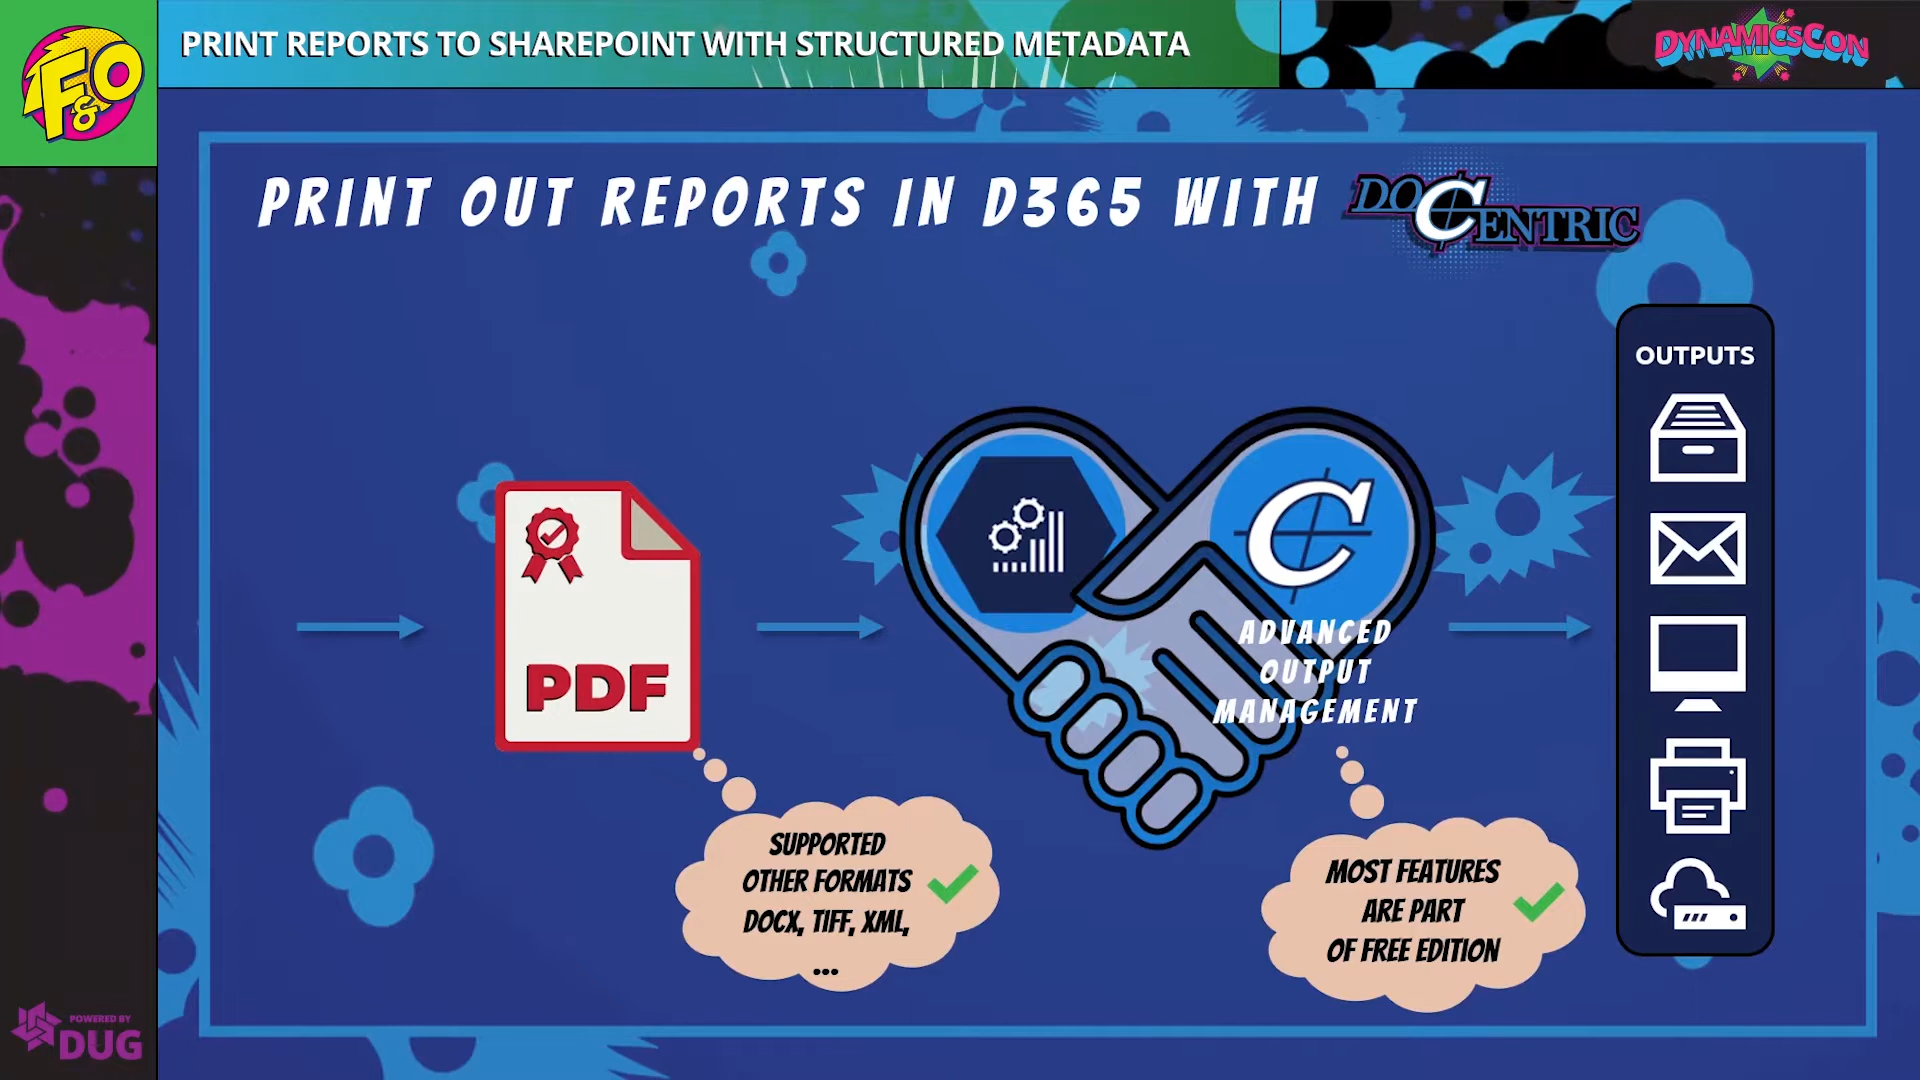 F&O
PRINT REPORTS TO SHAREPOINT WITH STRUCTURED METADATA
DYNAMICSCON
PRINT OUT REPORTS IN D365 WITH DOCENTRIC
OUTPUTS
C
PDF
ADVANCED
OUTPUT
MANAGEMENT
SUPPORTED
OTHER FORMATS
DOCX, TIFF, XML,
...
MOST FEATURES
ARE PART
OF FREE EDITION
POWERED BY
DUG